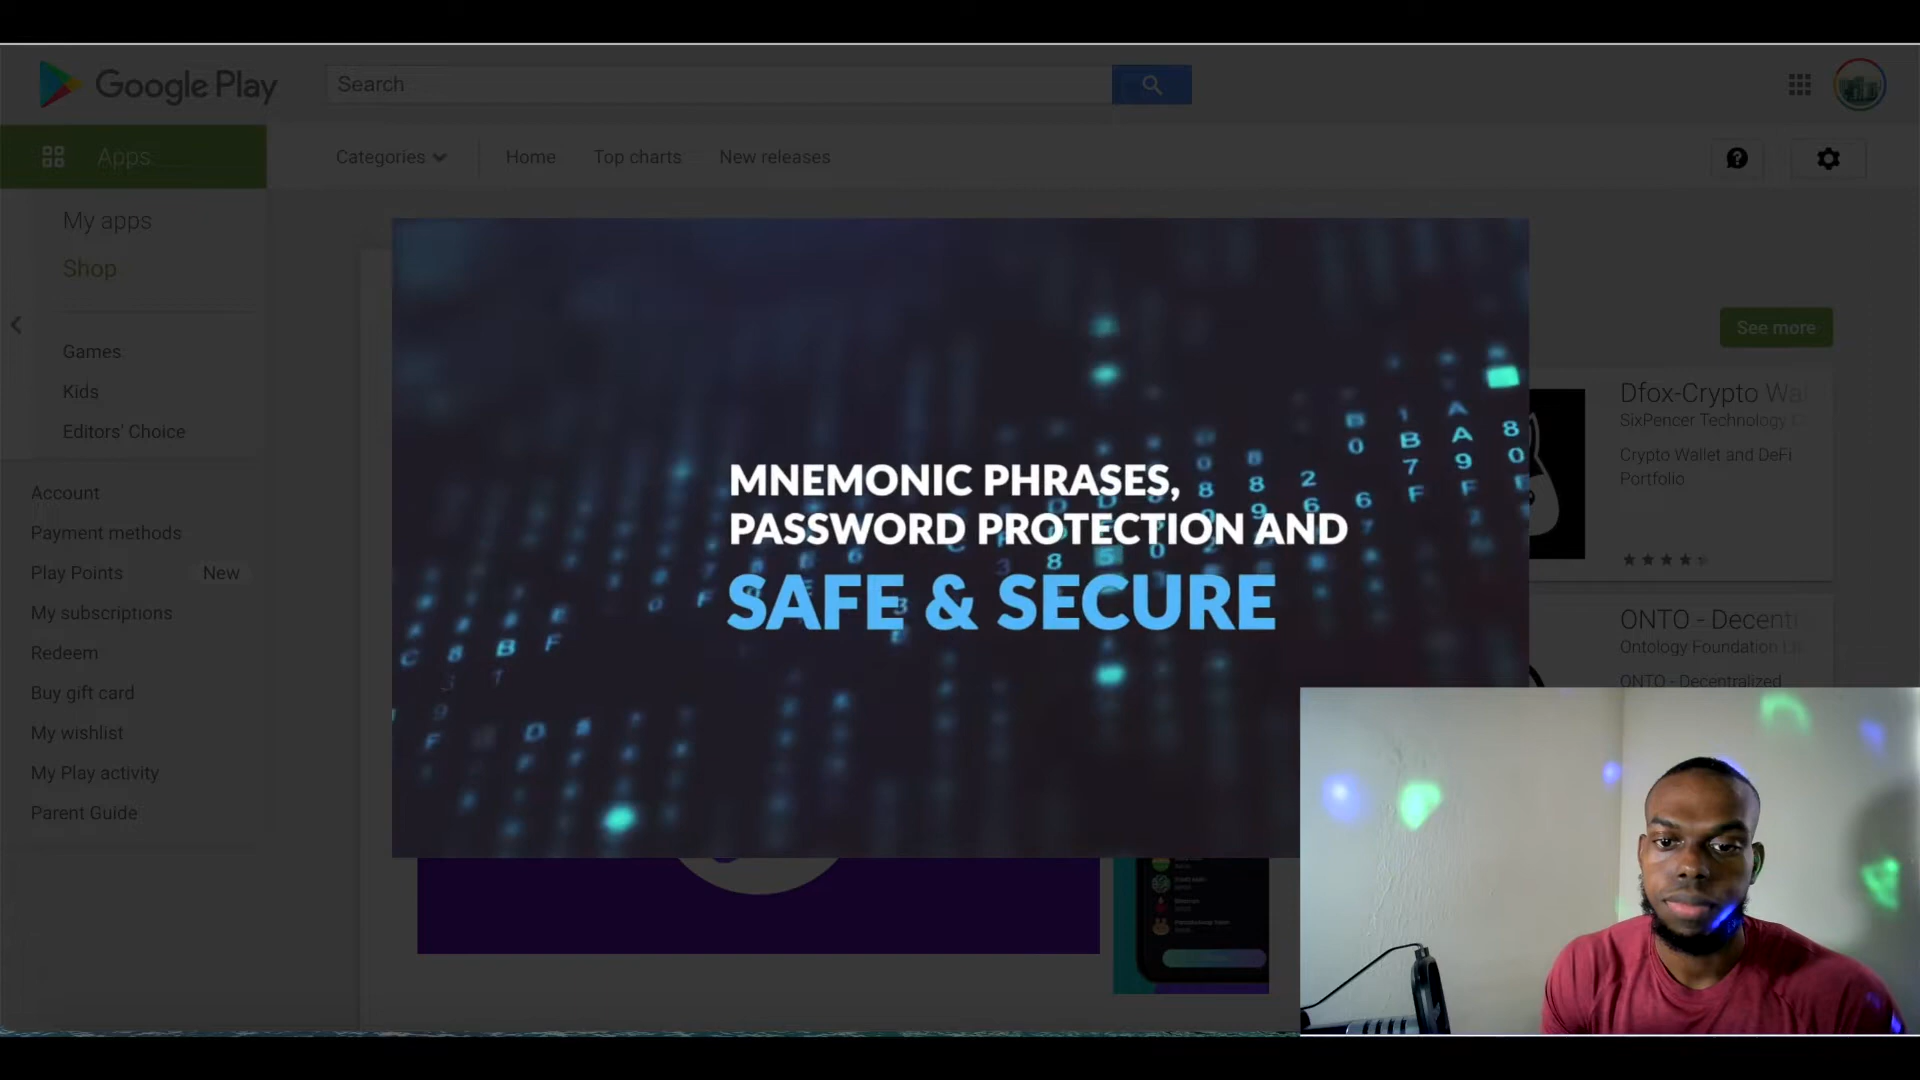 Google Play
Search
Apps
Categories
Home
Top charts
New releases
My apps
Shop
Games
Kids
Editors' Choice
Account
Payment methods
Play Points New
My subscriptions
Redeem
Buy gift card
My wishlist
My Play activity
Parent Guide
MNEMONIC PHRASES,
PASSWORD PROTECTION AND
SAFE & SECURE
See more
Dfox-Crypto Wa
SixPencer Technology
Crypto Wallet and DeFi
Portfolio
ONTO - Decenti
Ontology Foundation
ONTO - Decentralized